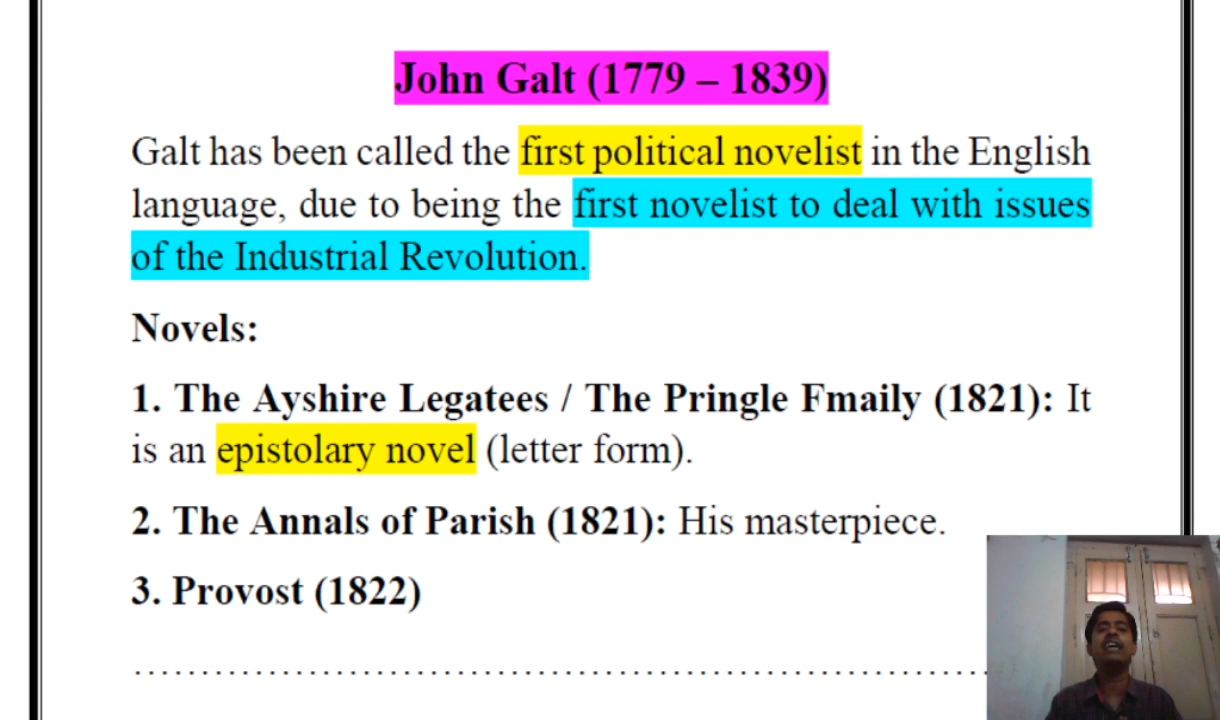 John Galt (1779 – 1839)
Galt has been called the first political novelist in the English
language, due to being the first novelist to deal with issues
of the Industrial Revolution.
Novels:
1. The Ayshire Legatees / The Pringle Fmaily (1821): It
is an epistolary novel (letter form).
2. The Annals of Parish (1821): His masterpiece.
3. Provost (1822)